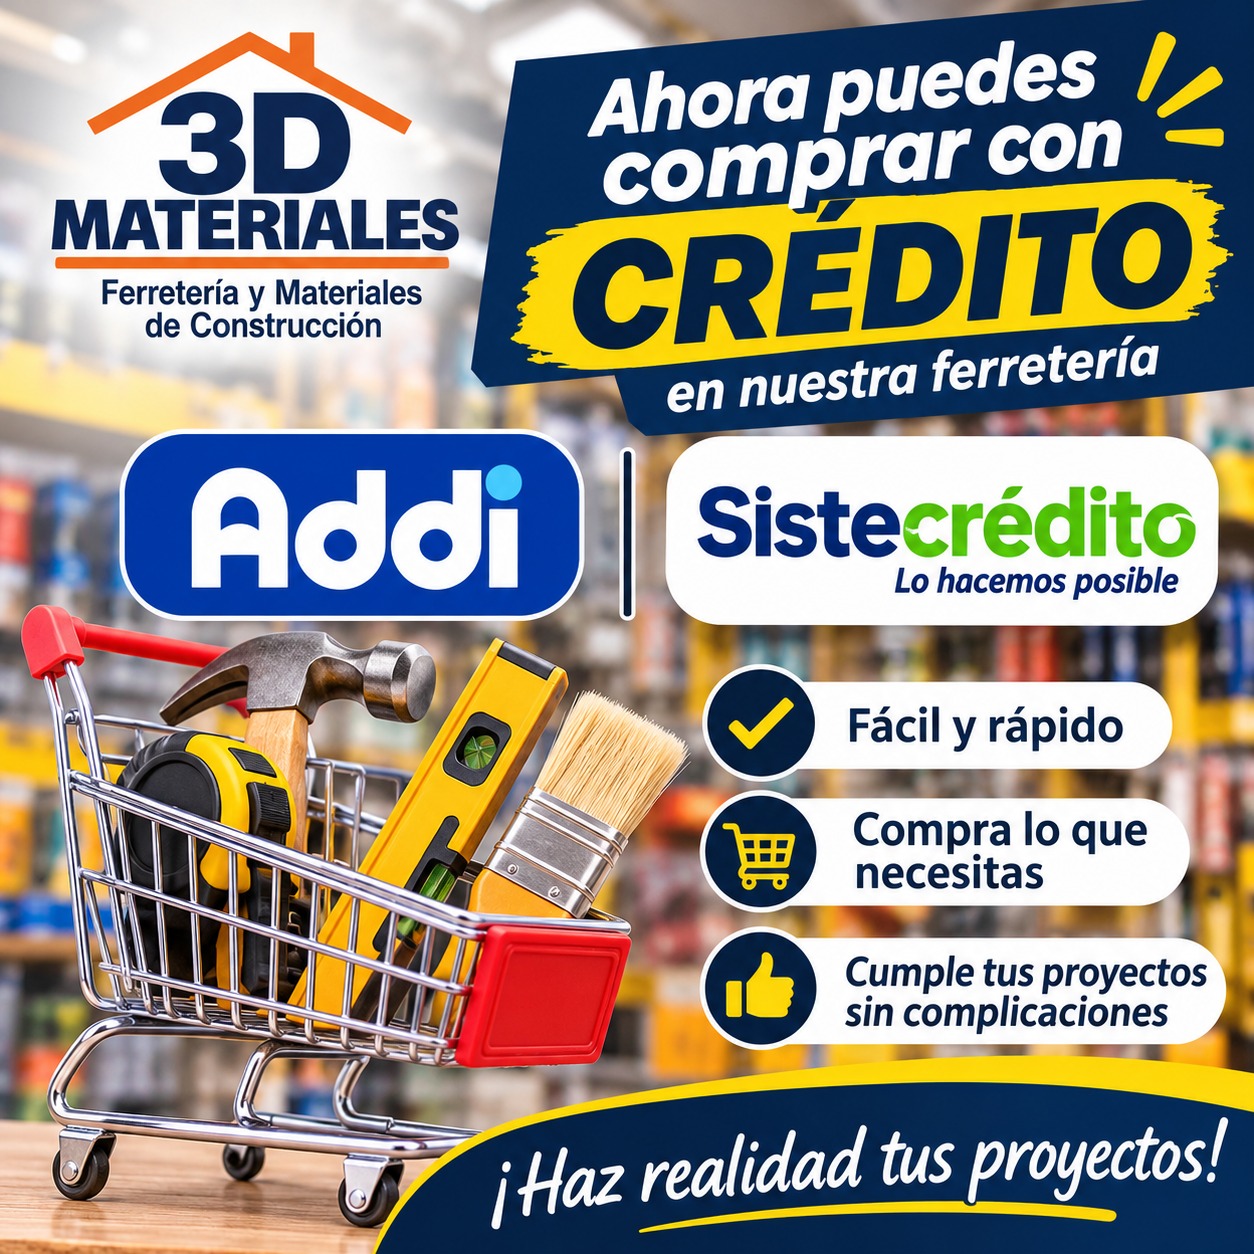 3D
MATERIALES
Ferretería y Materiales
de Construcción
Ahora puedes
comprar con
CRÉDITO
en nuestra ferretería
Addi
Sistecrédito
Lo hacemos posible
Fácil y rápido
Compra lo que
necesitas
Cumple tus proyectos
sin complicaciones
¡Haz realidad tus proyectos!